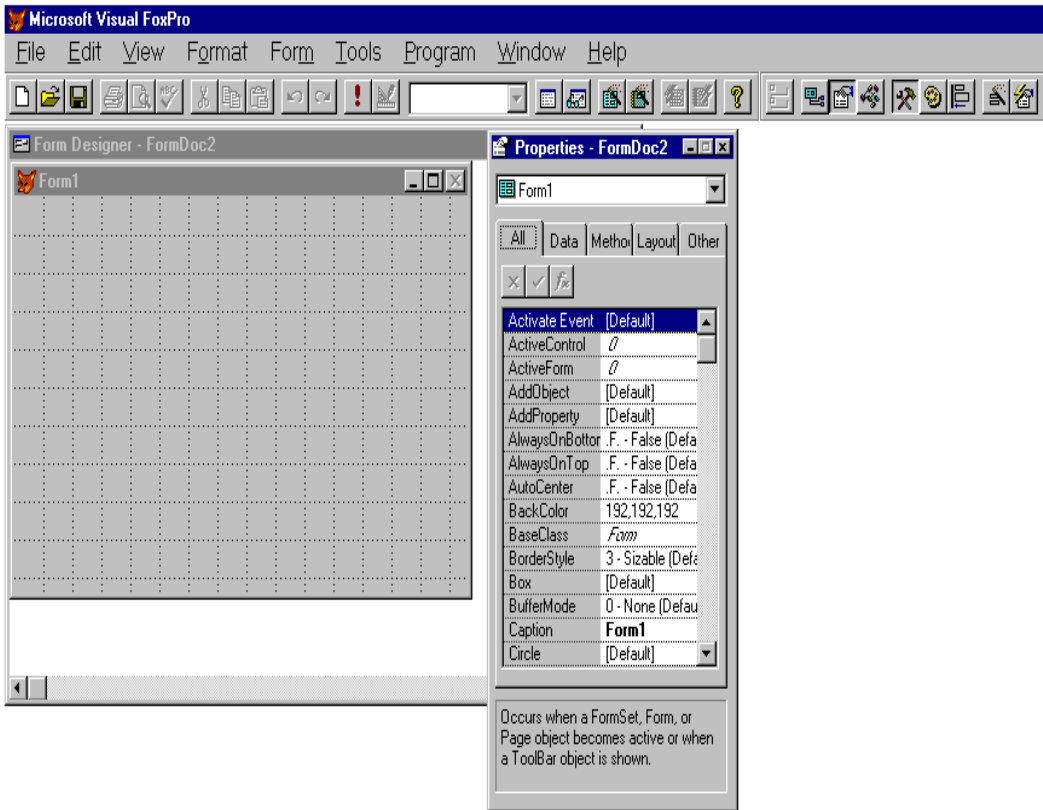 Microsoft Visual FoxPro
File Edit View Format Form Tools Program Window Help
ABC
Form Designer - FormDoc2
Form1
Properties - FormDoc2
Form1
All Data Metho Layout Other
fx
Activate Event [Default]
ActiveControl 0
ActiveForm 0
AddObject [Default]
AddProperty [Default]
AlwaysOnBottor .F. - False (Defa
AlwaysOnTop .F. - False (Defa
AutoCenter .F. - False (Defa
BackColor 192,192,192
BaseClass Form
BorderStyle 3 - Sizable (Defa
Box [Default]
BufferMode 0 - None (Defau
Caption Form1
Circle [Default]
Occurs when a FormSet, Form, or
Page object becomes active or when
a ToolBar object is shown.